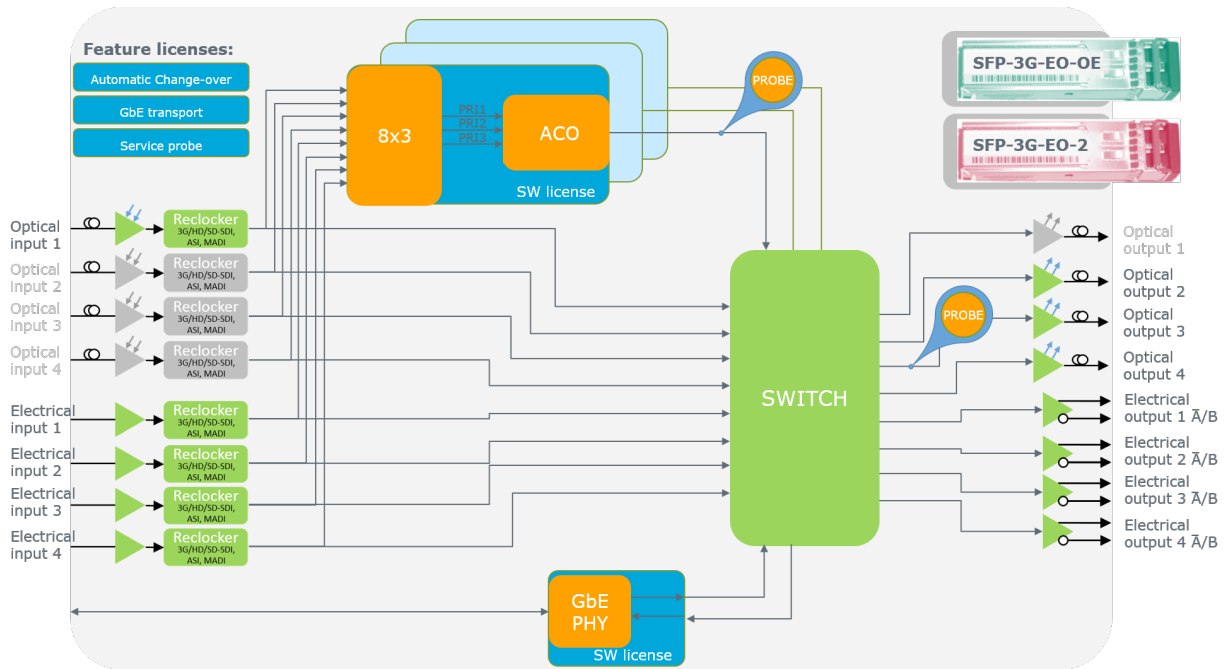 Feature licenses:
Automatic Change-over
GbE transport
Service probe
8x3
PRI1
PRI2
PRI3
ACO
SW license
PROBE
SFP-3G-EO-OE
SFP-3G-EO-2
Optical
input 1
Reclocker
3G/HD/SD-SDI,
ASI, MADI
Optical
Input 2
Reclocker
3G/HD/SD-SDI,
ASI, MADI
Optical
Input 3
Reclocker
3G/HD/SD-SDI,
ASI, MADI
Optical
input 4
Reclocker
3G/HD/SD-SDI,
ASI, MADI
Electrical
input 1
Reclocker
3G/HD/SD-SDI,
ASI, MADI
Electrical
input 2
Reclocker
3G/HD/SD-SDI,
ASI, MADI
Electrical
input 3
Reclocker
3G/HD/SD-SDI,
ASI, MADI
Electrical
input 4
Reclocker
3G/HD/SD-SDI,
ASI, MADI
SWITCH
PROBE
Optical
output 1
Optical
output 2
Optical
output 3
Optical
output 4
Electrical
output 1 A̅/B
Electrical
output 2 A̅/B
Electrical
output 3 A̅/B
Electrical
output 4 A̅/B
GbE
PHY
SW license